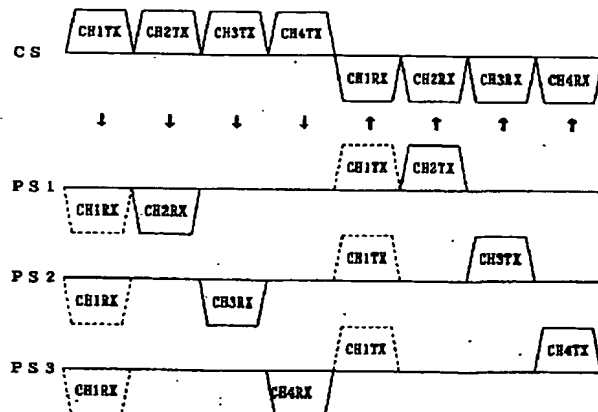 CH1TX CH2TX CH3TX CH4TX
CS
CH1RX CH2RX CH3RX CH4RX
↓ ↓ ↓ ↓ ↑ ↑ ↑ ↑
CH1TX CH2TX
PS1
CH1RX CH2RX
CH1TX CH3TX
PS2
CH1RX CH3RX
CH1TX CH4TX
PS3
CH1RX CH4RX